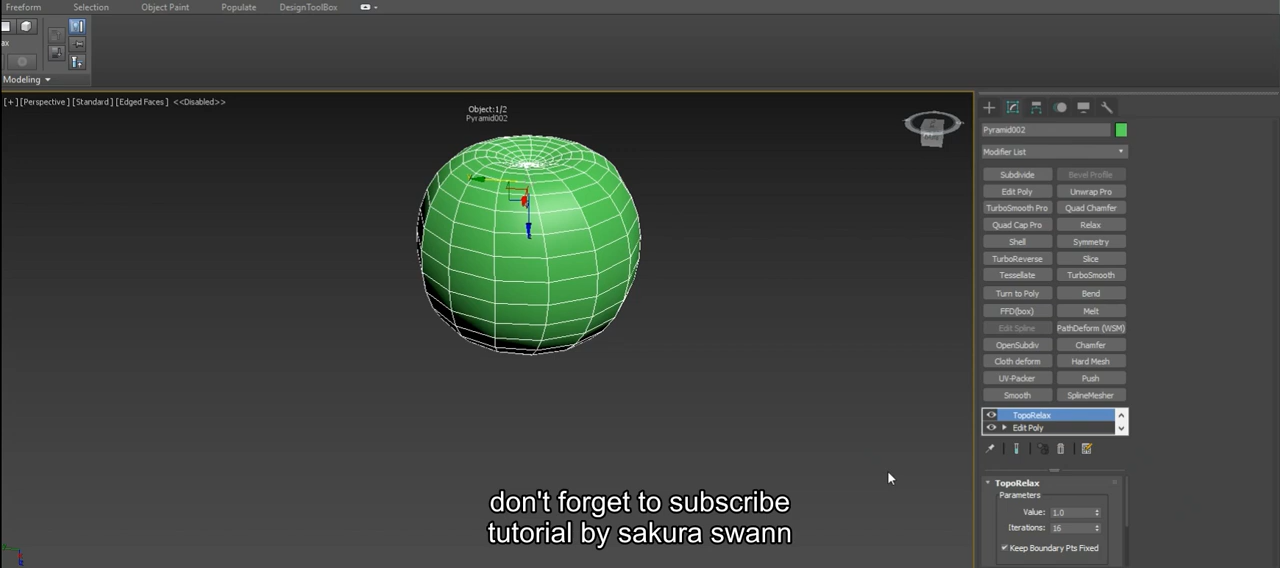 Freeform Selection Object Paint Populate DesignToolBox
ax
Modeling
[+] [Perspective] [Standard] [Edged Faces] <<Disabled>>
Object:1/2
Pyramid002
Pyramid002
Modifier List
Subdivide Bevel Profile
Edit Poly Unwrap Pro
TurboSmooth Pro Quad Chamfer
Quad Cap Pro Relax
Shell Symmetry
TurboReverse Slice
Tessellate TurboSmooth
Turn to Poly Bend
FFD(box) Melt
Edit Spline PathDeform (WSM)
OpenSubdiv Chamfer
Cloth deform Hard Mesh
UV-Packer Push
Smooth SplineMesher
TopoRelax
Edit Poly
TopoRelax
Parameters
Value: 1.0
Iterations: 16
Keep Boundary Pts Fixed
don't forget to subscribe
tutorial by sakura swann